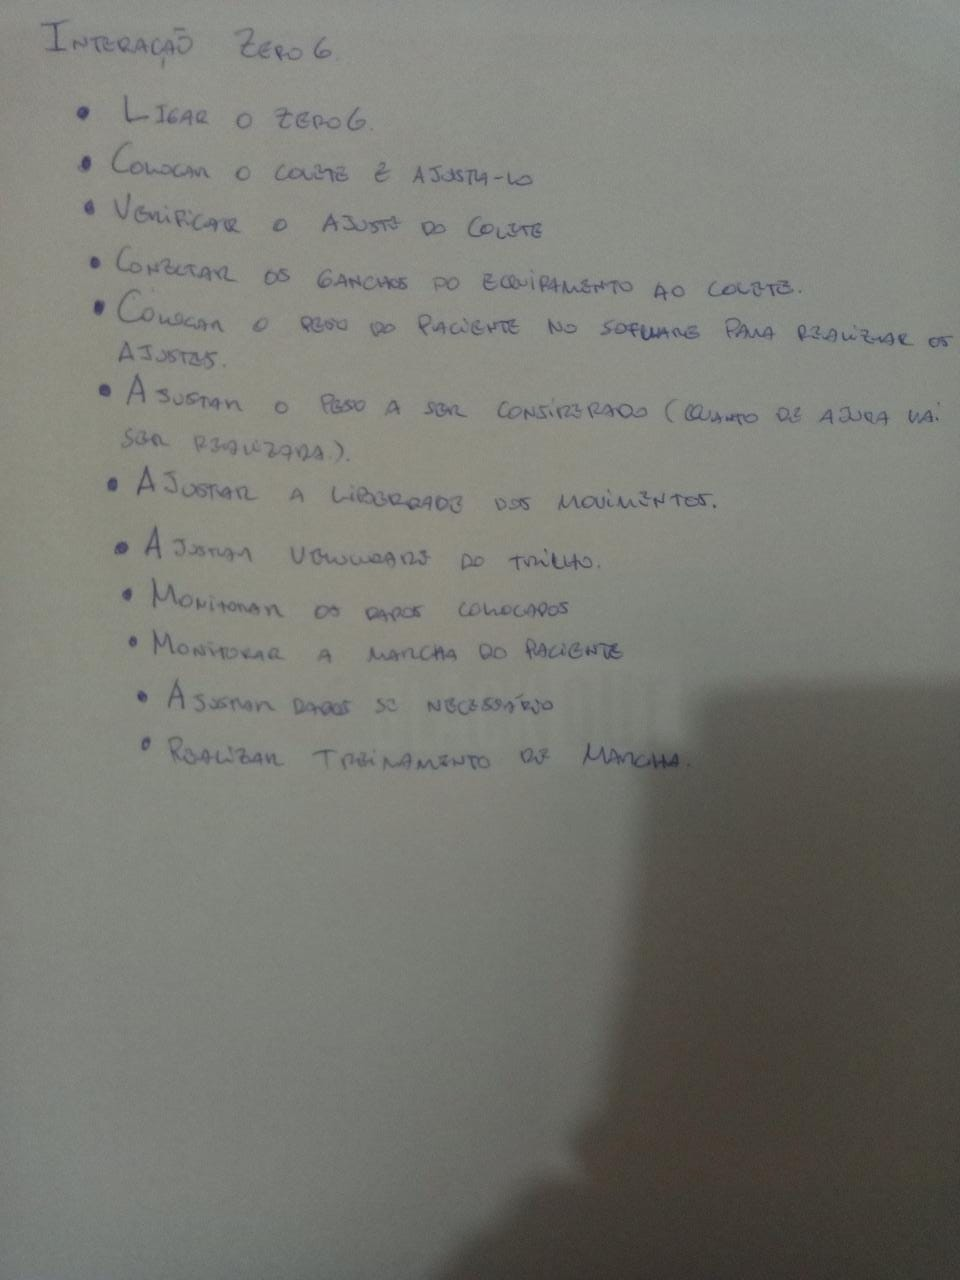 INTERAÇÃO ZERO G
• LIGAR O ZERO G.
• COLOCAR O COLETE E AJUSTA-LO
• VERIFICAR O AJUSTE DO COLETE
• CONECTAR OS GANCHOS DO EQUIPAMENTO AO COLETE.
• COLOCAR O PESO DO PACIENTE NO SOFTWARE PARA REALIZAR OS
AJUSTES.
• AJUSTAR O PESO A SER CONSIDERADO (QUANTO DE AJUDA VAI
SER REALIZADA).
• AJUSTAR A LIBERDADE DOS MOVIMENTOS.
• AJUSTAR VELOCIDADE DO TRILHO.
• MONITORAR OS DADOS COLOCADOS
• MONITORAR A MARCHA DO PACIENTE
• AJUSTAR DADOS SE NECESSÁRIO
• REALIZAR TREINAMENTO DE MARCHA.